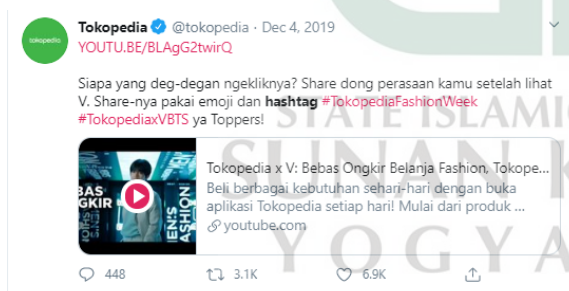 tokopedia
Tokopedia @tokopedia · Dec 4, 2019
YOUTU.BE/BLAgG2twirQ
Siapa yang deg-degan ngekliknya? Share dong perasaan kamu setelah lihat
V. Share-nya pakai emoji dan hashtag #TokopediaFashionWeek
#TokopediaxVBTS ya Toppers!
STATE ISLAMI
SUNAN K
YOGYA
BAS
GKIR
MEN'S
FASHION
Tokopedia x V: Bebas Ongkir Belanja Fashion, Tokope...
Beli berbagai kebutuhan sehari-hari dengan buka
aplikasi Tokopedia setiap hari! Mulai dari produk ...
youtube.com
448 3.1K 6.9K